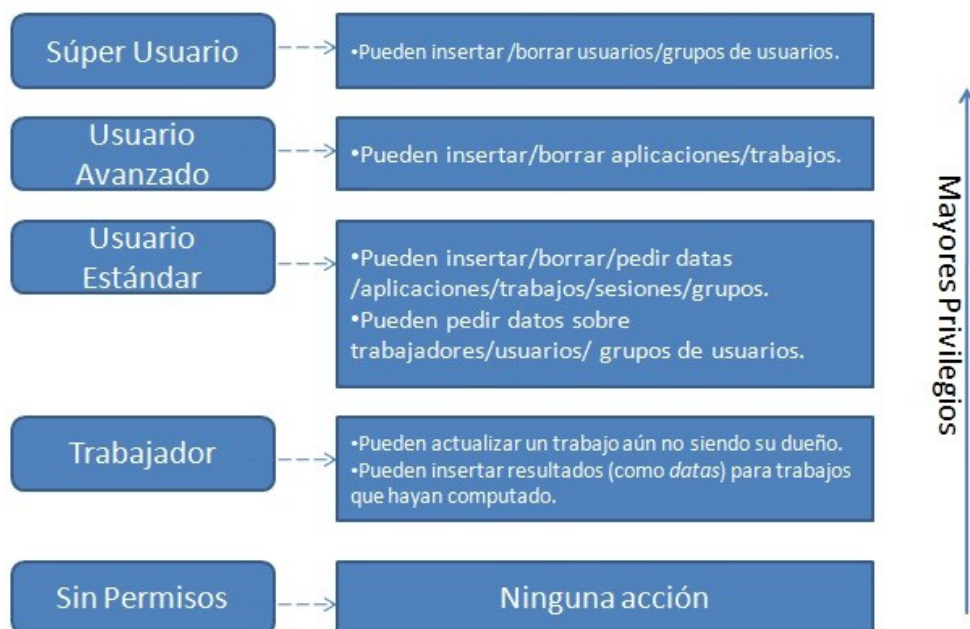 Súper Usuario
•Pueden insertar /borrar usuarios/grupos de usuarios.
Usuario
Avanzado
•Pueden insertar/borrar aplicaciones/trabajos.
Usuario
Estándar
•Pueden insertar/borrar/pedir datas
/aplicaciones/trabajos/sesiones/grupos.
•Pueden pedir datos sobre
trabajadores/usuarios/ grupos de usuarios.
Trabajador
•Pueden actualizar un trabajo aún no siendo su dueño.
•Pueden insertar resultados (como datas) para trabajos
que hayan computado.
Sin Permisos
Ninguna acción
Mayores Privilegios